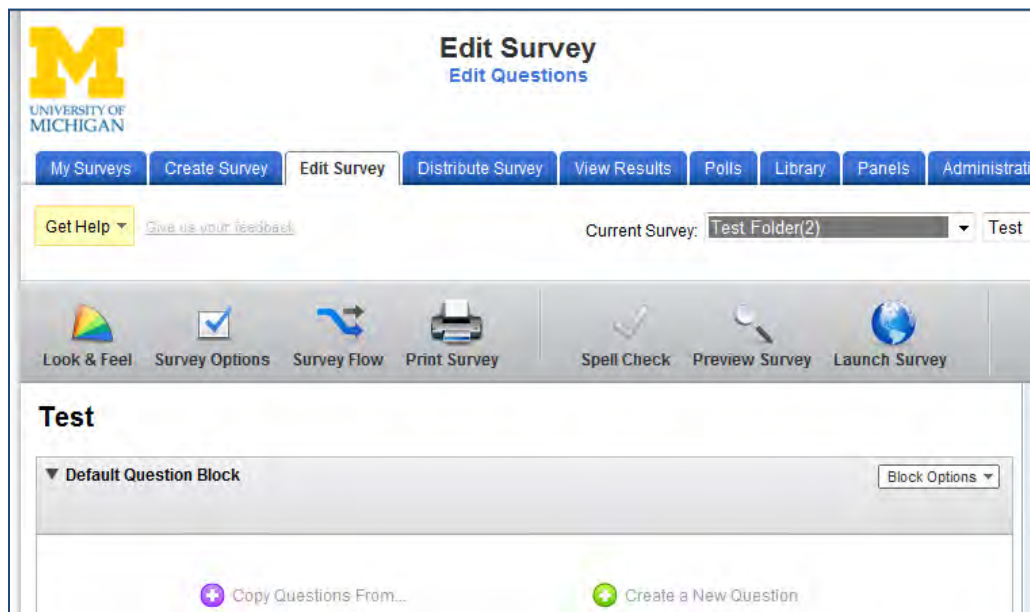 Edit Survey
Edit Questions
UNIVERSITY OF
MICHIGAN
My Surveys Create Survey Edit Survey Distribute Survey View Results Polls Library Panels Administrati
Get Help Give us your feedback Current Survey: Test Folder(2) Test
Look & Feel Survey Options Survey Flow Print Survey Spell Check Preview Survey Launch Survey
Test
Default Question Block Block Options
Copy Questions From... Create a New Question